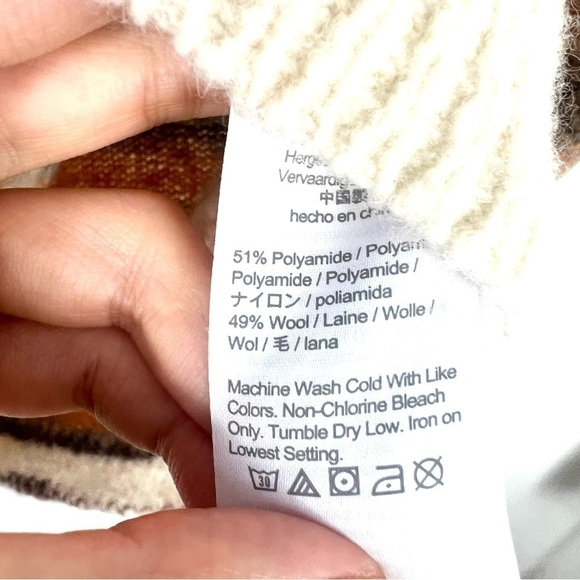 中国製
hecho en
51% Polyamide / Polyam
Polyamide / Polyamide /
ナイロン / poliamida
49% Wool / Laine / Wolle /
Wol / 毛 / lana
Machine Wash Cold With Like
Colors. Non-Chlorine Bleach
Only. Tumble Dry Low. Iron on
Lowest Setting.
30